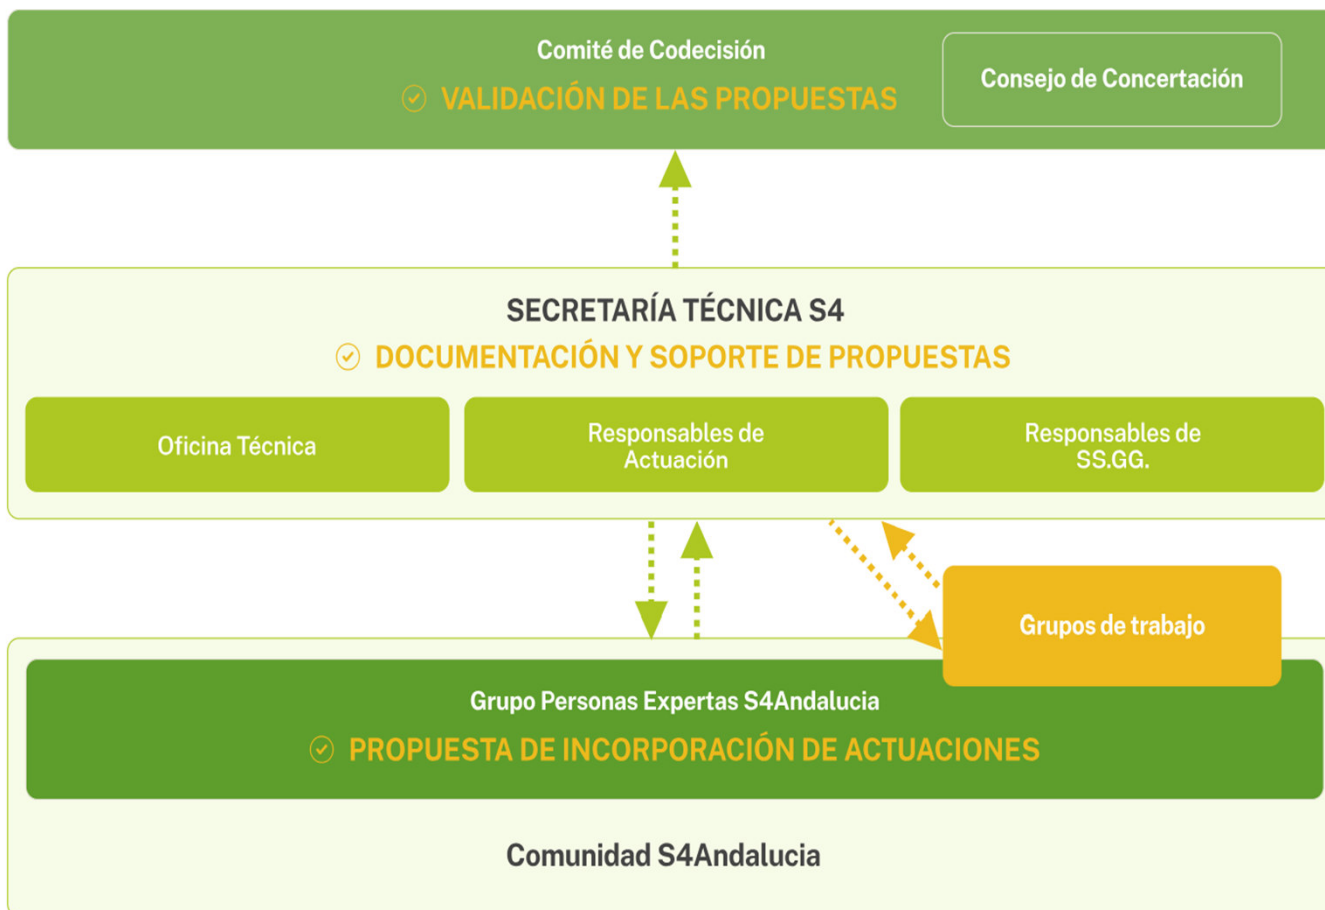 Comité de Codecisión
VALIDACIÓN DE LAS PROPUESTAS
Consejo de Concertación
SECRETARÍA TÉCNICA S4
DOCUMENTACIÓN Y SOPORTE DE PROPUESTAS
Oficina Técnica
Responsables de
Actuación
Responsables de
SS.GG.
Grupos de trabajo
Grupo Personas Expertas S4Andalucia
PROPUESTA DE INCORPORACIÓN DE ACTUACIONES
Comunidad S4Andalucia